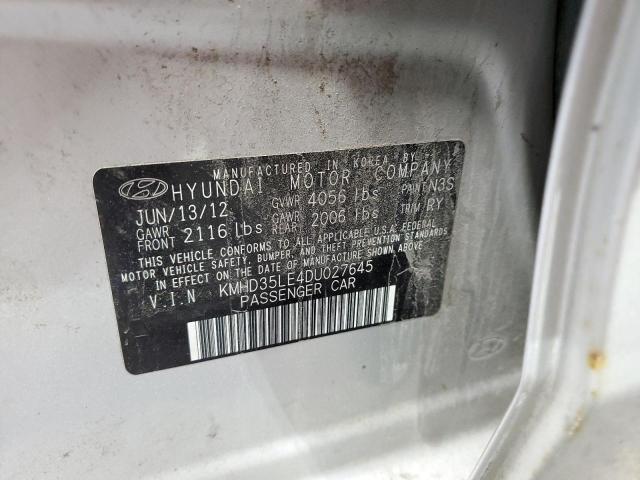 MANUFACTURED IN KOREA BY
HYUNDAI MOTOR COMPANY
JUN/13/12 GVWR 4056 lbs PAINT N3S
GAWR FRONT 2116 lbs GAWR REAR 2006 lbs TRIM RY
THIS VEHICLE CONFORMS TO ALL APPLICABLE U.S.A. FEDERAL
MOTOR VEHICLE SAFETY, BUMPER, AND THEFT PREVENTION
STANDARDS IN EFFECT ON THE DATE OF MANUFACTURE SHOWN ABOVE
V.I.N KMHD35LE4DU027645
PASSENGER CAR